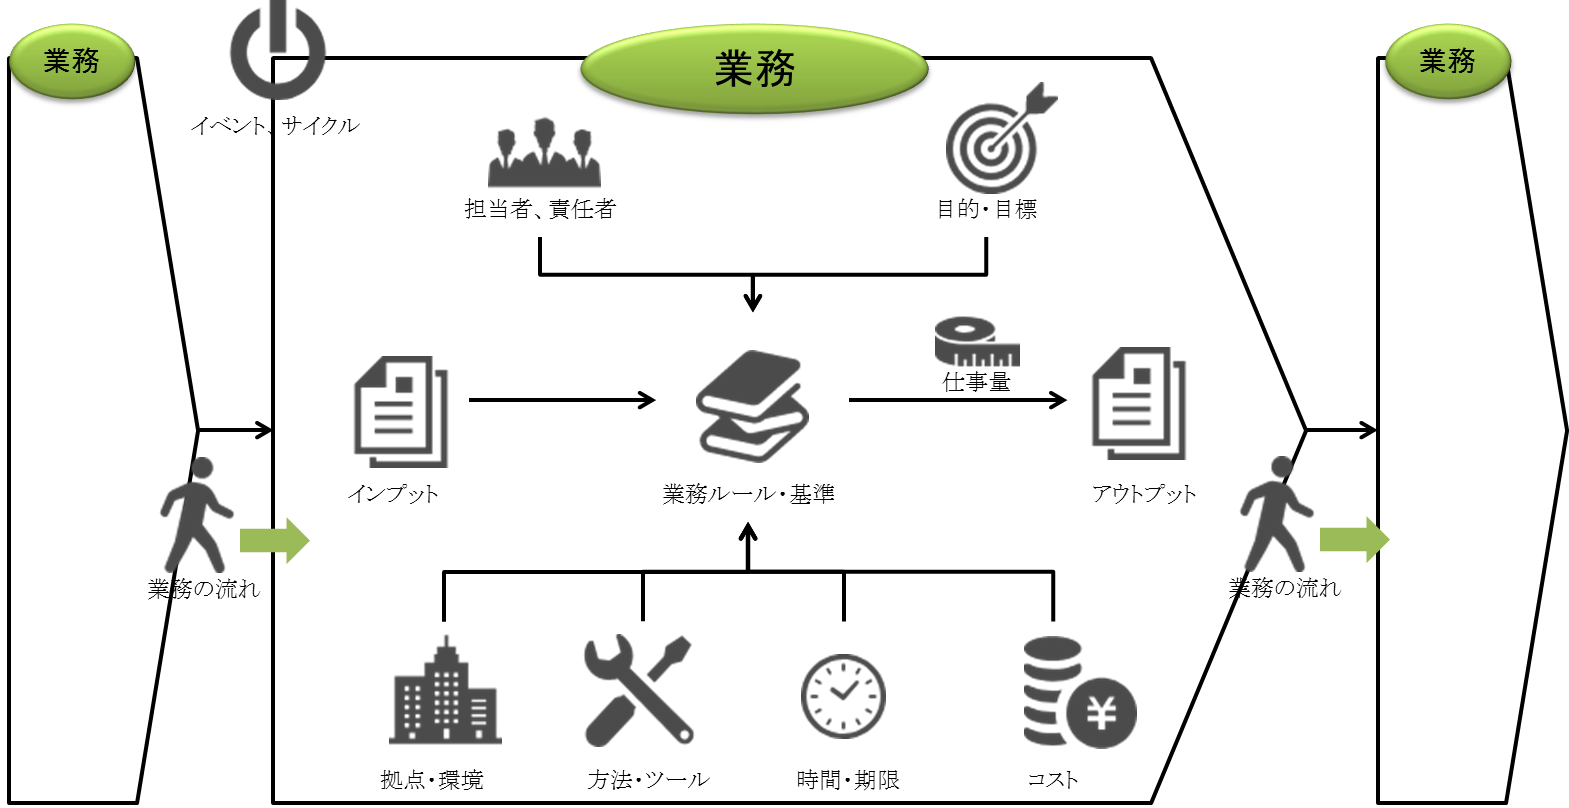 業務
業務
業務
イベント、サイクル
担当者、責任者
目的・目標
仕事量
インプット
業務ルール・基準
アウトプット
業務の流れ
業務の流れ
¥
拠点・環境
方法・ツール
時間・期限
コスト